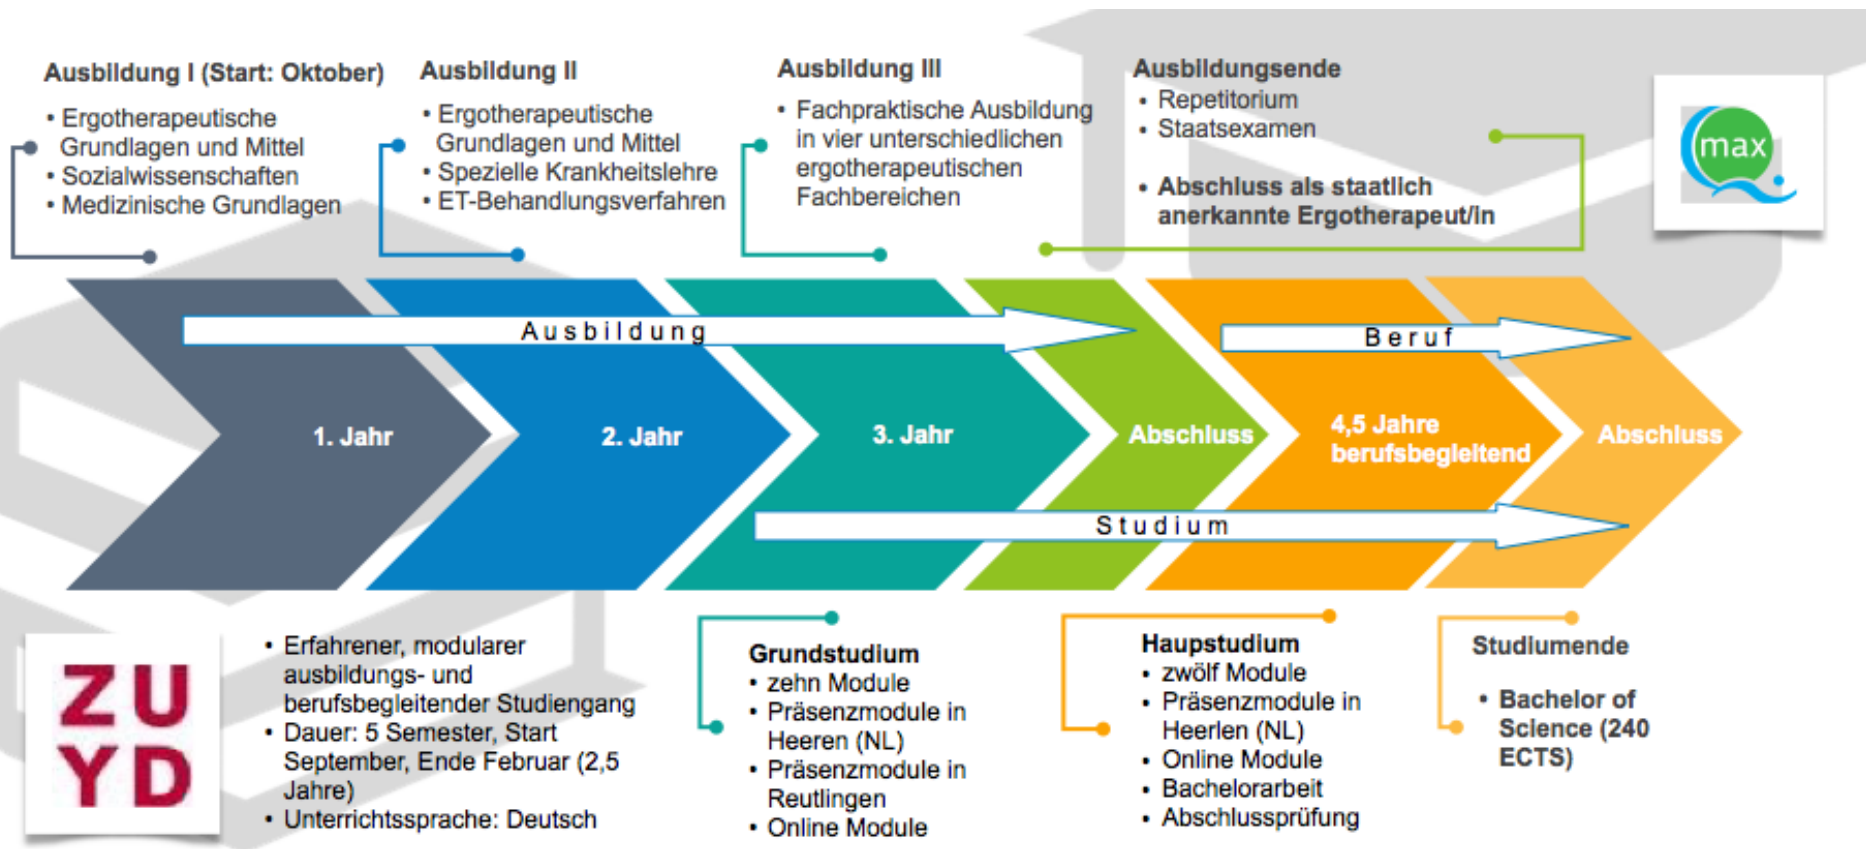 Ausbildung I (Start: Oktober)
• Ergotherapeutische
Grundlagen und Mittel
• Sozialwissenschaften
• Medizinische Grundlagen
Ausbildung II
• Ergotherapeutische
Grundlagen und Mittel
• Spezielle Krankheitslehre
• ET-Behandlungsverfahren
Ausbildung III
• Fachpraktische Ausbildung
in vier unterschiedlichen
ergotherapeutischen
Fachbereichen
Ausbildungsende
• Repetitorium
• Staatsexamen
• Abschluss als staatlich
anerkannte Ergotherapeut/in
max
Ausbildung
Beruf
1. Jahr
2. Jahr
3. Jahr
Abschluss
4,5 Jahre
berufsbegleitend
Abschluss
Studium
ZU
YD
• Erfahrener, modularer
ausbildungs- und
berufsbegleitender Studiengang
• Dauer: 5 Semester, Start
September, Ende Februar (2,5
Jahre)
• Unterrichtssprache: Deutsch
Grundstudium
• zehn Module
• Präsenzmodule in
Heeren (NL)
• Präsenzmodule in
Reutlingen
• Online Module
Haupstudium
• zwölf Module
• Präsenzmodule in
Heerlen (NL)
• Online Module
• Bachelorarbeit
• Abschlussprüfung
Studiumende
• Bachelor of
Science (240
ECTS)